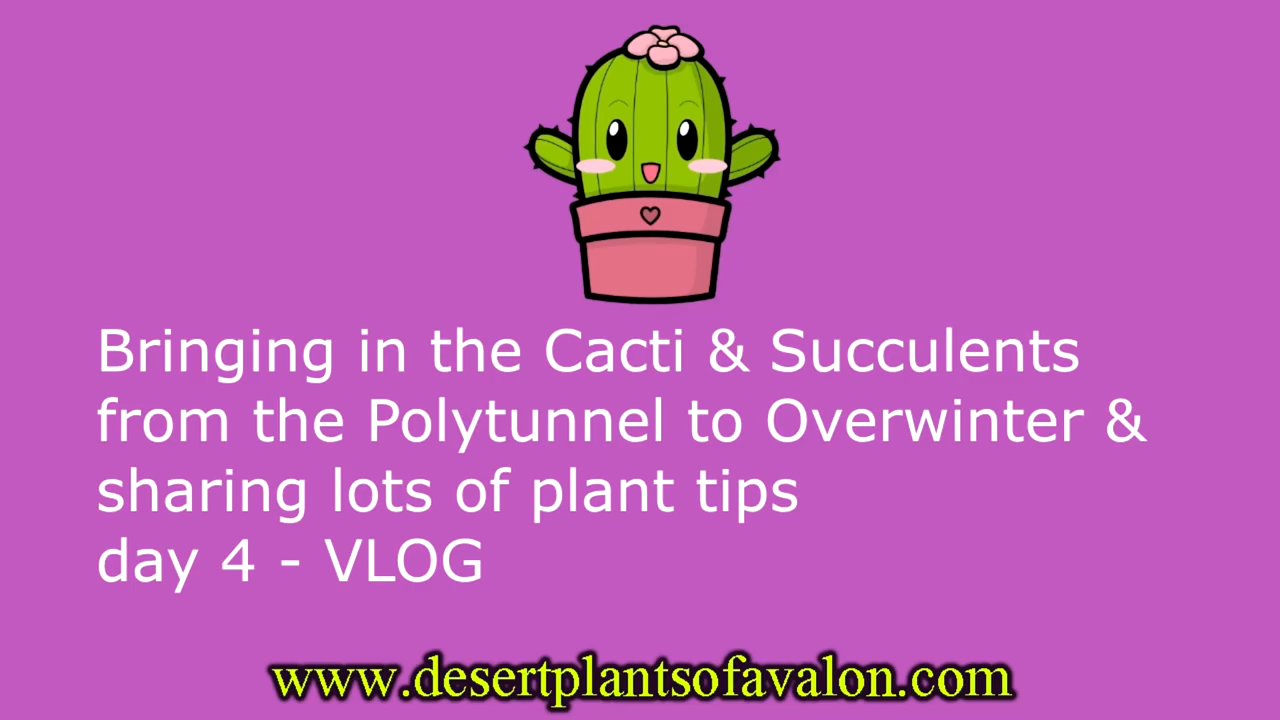 Bringing in the Cacti & Succulents
from the Polytunnel to Overwinter &
sharing lots of plant tips
day 4 - VLOG
www.desertplantsofavalon.com